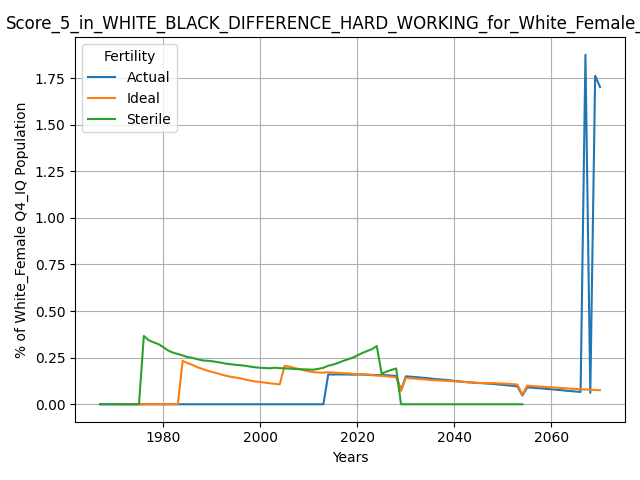 Score_5_in_WHITE_BLACK_DIFFERENCE_HARD_WORKING_for_White_Female_
Fertility
Actual
Ideal
Sterile
% of White_Female Q4_IQ Population
1.75
1.50
1.25
1.00
0.75
0.50
0.25
0.00
1980 2000 2020 2040 2060
Years